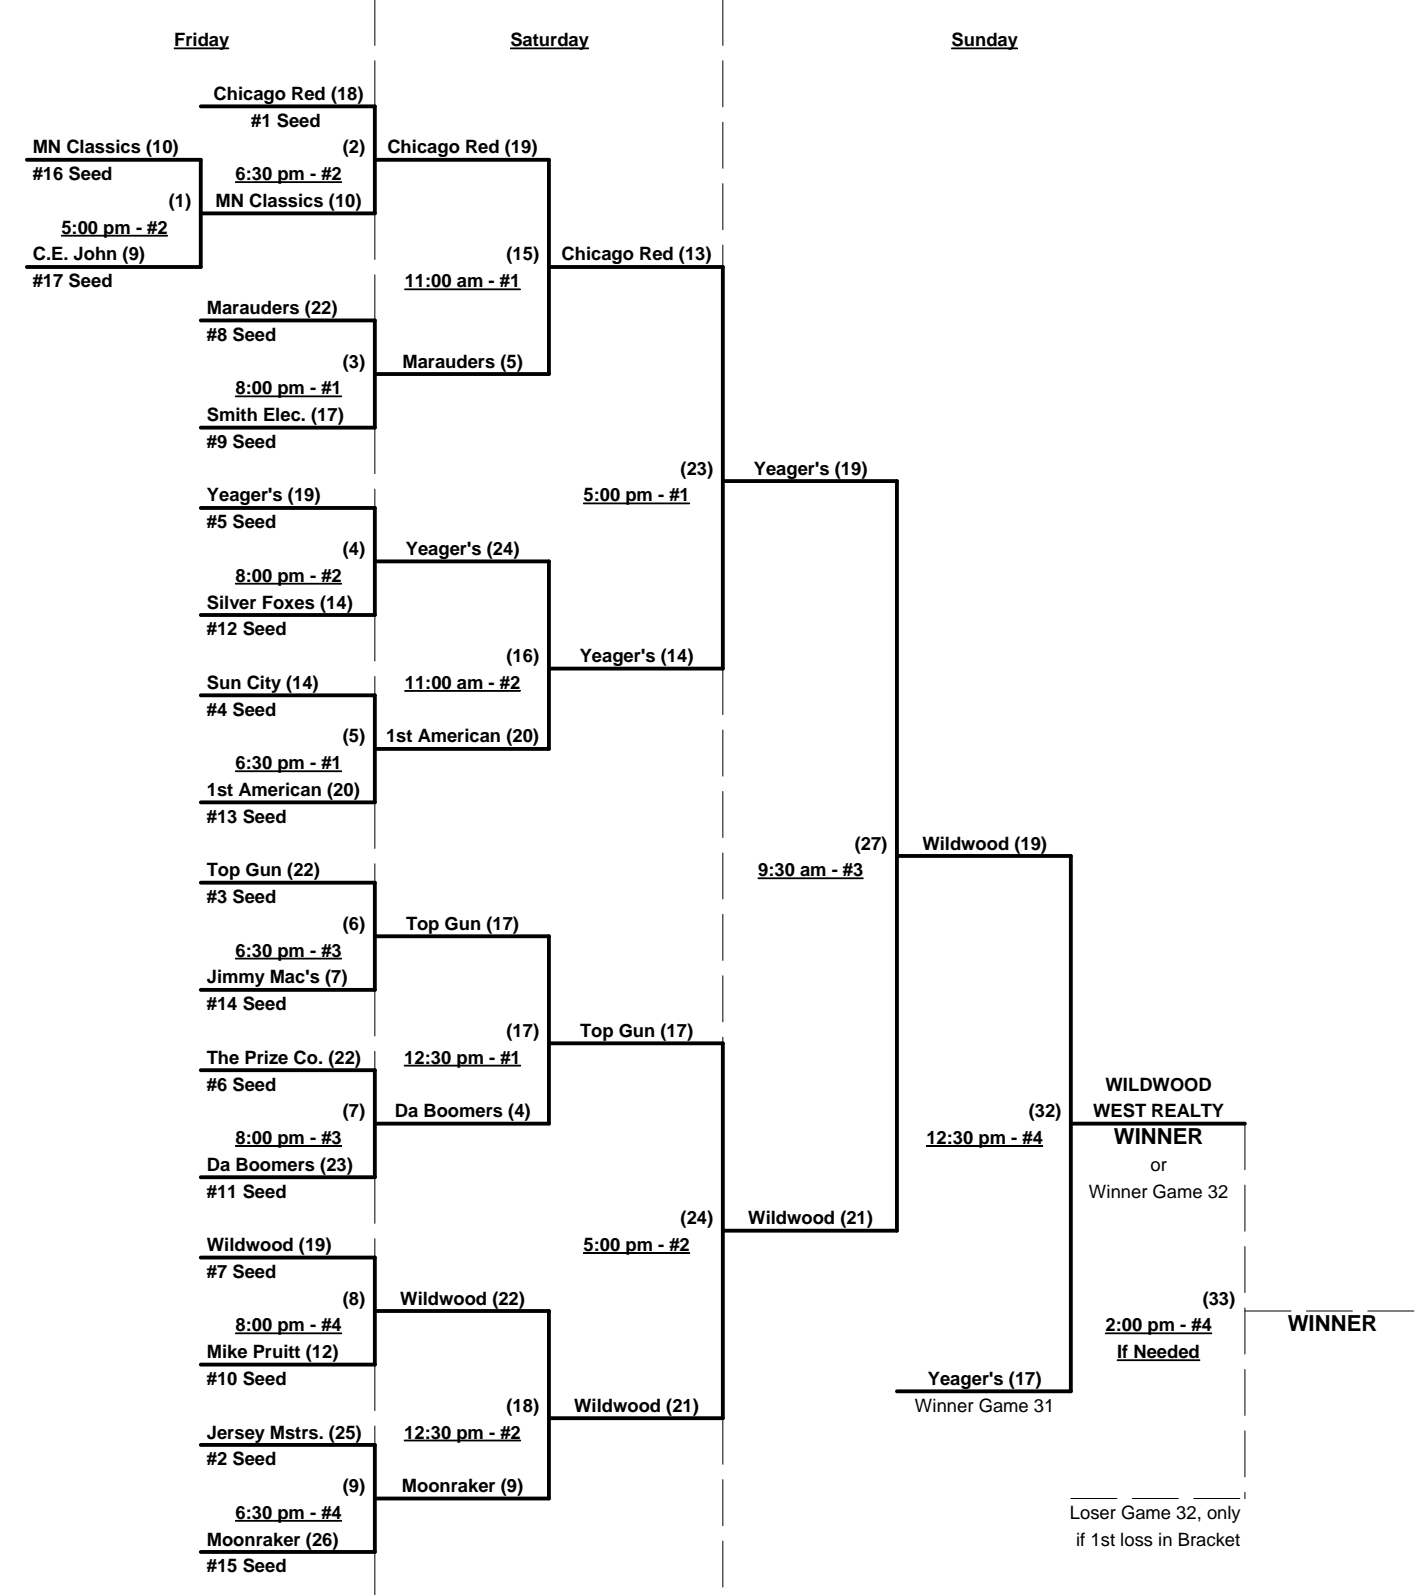 Friday
Saturday
Sunday
Chicago Red (18)
#1 Seed
MN Classics (10)
(2)
Chicago Red (19)
#16 Seed
6:30 pm - #2
(1)
MN Classics (10)
5:00 pm - #2
C.E. John (9)
(15)
Chicago Red (13)
#17 Seed
11:00 am - #1
Marauders (22)
#8 Seed
(3)
Marauders (5)
8:00 pm - #1
Smith Elec. (17)
#9 Seed
(23)
Yeager's (19)
Yeager's (19)
5:00 pm - #1
#5 Seed
(4)
Yeager's (24)
8:00 pm - #2
Silver Foxes (14)
#12 Seed
(16)
Yeager's (14)
Sun City (14)
11:00 am - #2
#4 Seed
(5)
1st American (20)
6:30 pm - #1
1st American (20)
#13 Seed
(27)
Wildwood (19)
Top Gun (22)
9:30 am - #3
#3 Seed
(6)
Top Gun (17)
6:30 pm - #3
Jimmy Mac's (7)
#14 Seed
(17)
Top Gun (17)
The Prize Co. (22)
12:30 pm - #1
#6 Seed
WILDWOOD
(7)
Da Boomers (4)
(32)
WEST REALTY
8:00 pm - #3
12:30 pm - #4
WINNER
Da Boomers (23)
or
#11 Seed
Winner Game 32
(24)
Wildwood (21)
Wildwood (19)
5:00 pm - #2
#7 Seed
(8)
Wildwood (22)
(33)
8:00 pm - #4
2:00 pm - #4
WINNER
Mike Pruitt (12)
If Needed
#10 Seed
Yeager's (17)
(18)
Wildwood (21)
Winner Game 31
Jersey Mstrs. (25)
12:30 pm - #2
#2 Seed
(9)
Moonraker (9)
6:30 pm - #4
Loser Game 32, only
Moonraker (26)
if 1st loss in Bracket
#15 Seed